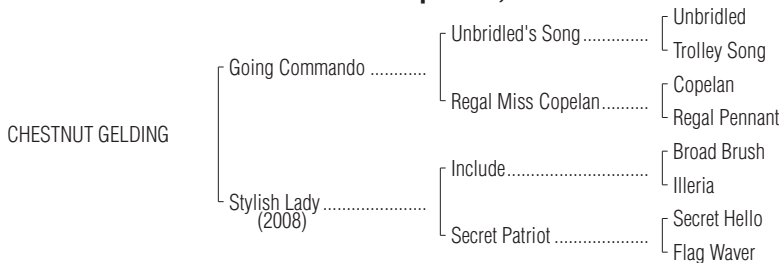 Unbridled
Unbridled's Song..............
Trolley Song
Going Commando ............
Copelan
Regal Miss Copelan..........
Regal Pennant
CHESTNUT GELDING
Broad Brush
Include..............................
Illeria
Stylish Lady ......................
(2008)
Secret Hello
Secret Patriot ....................
Flag Waver